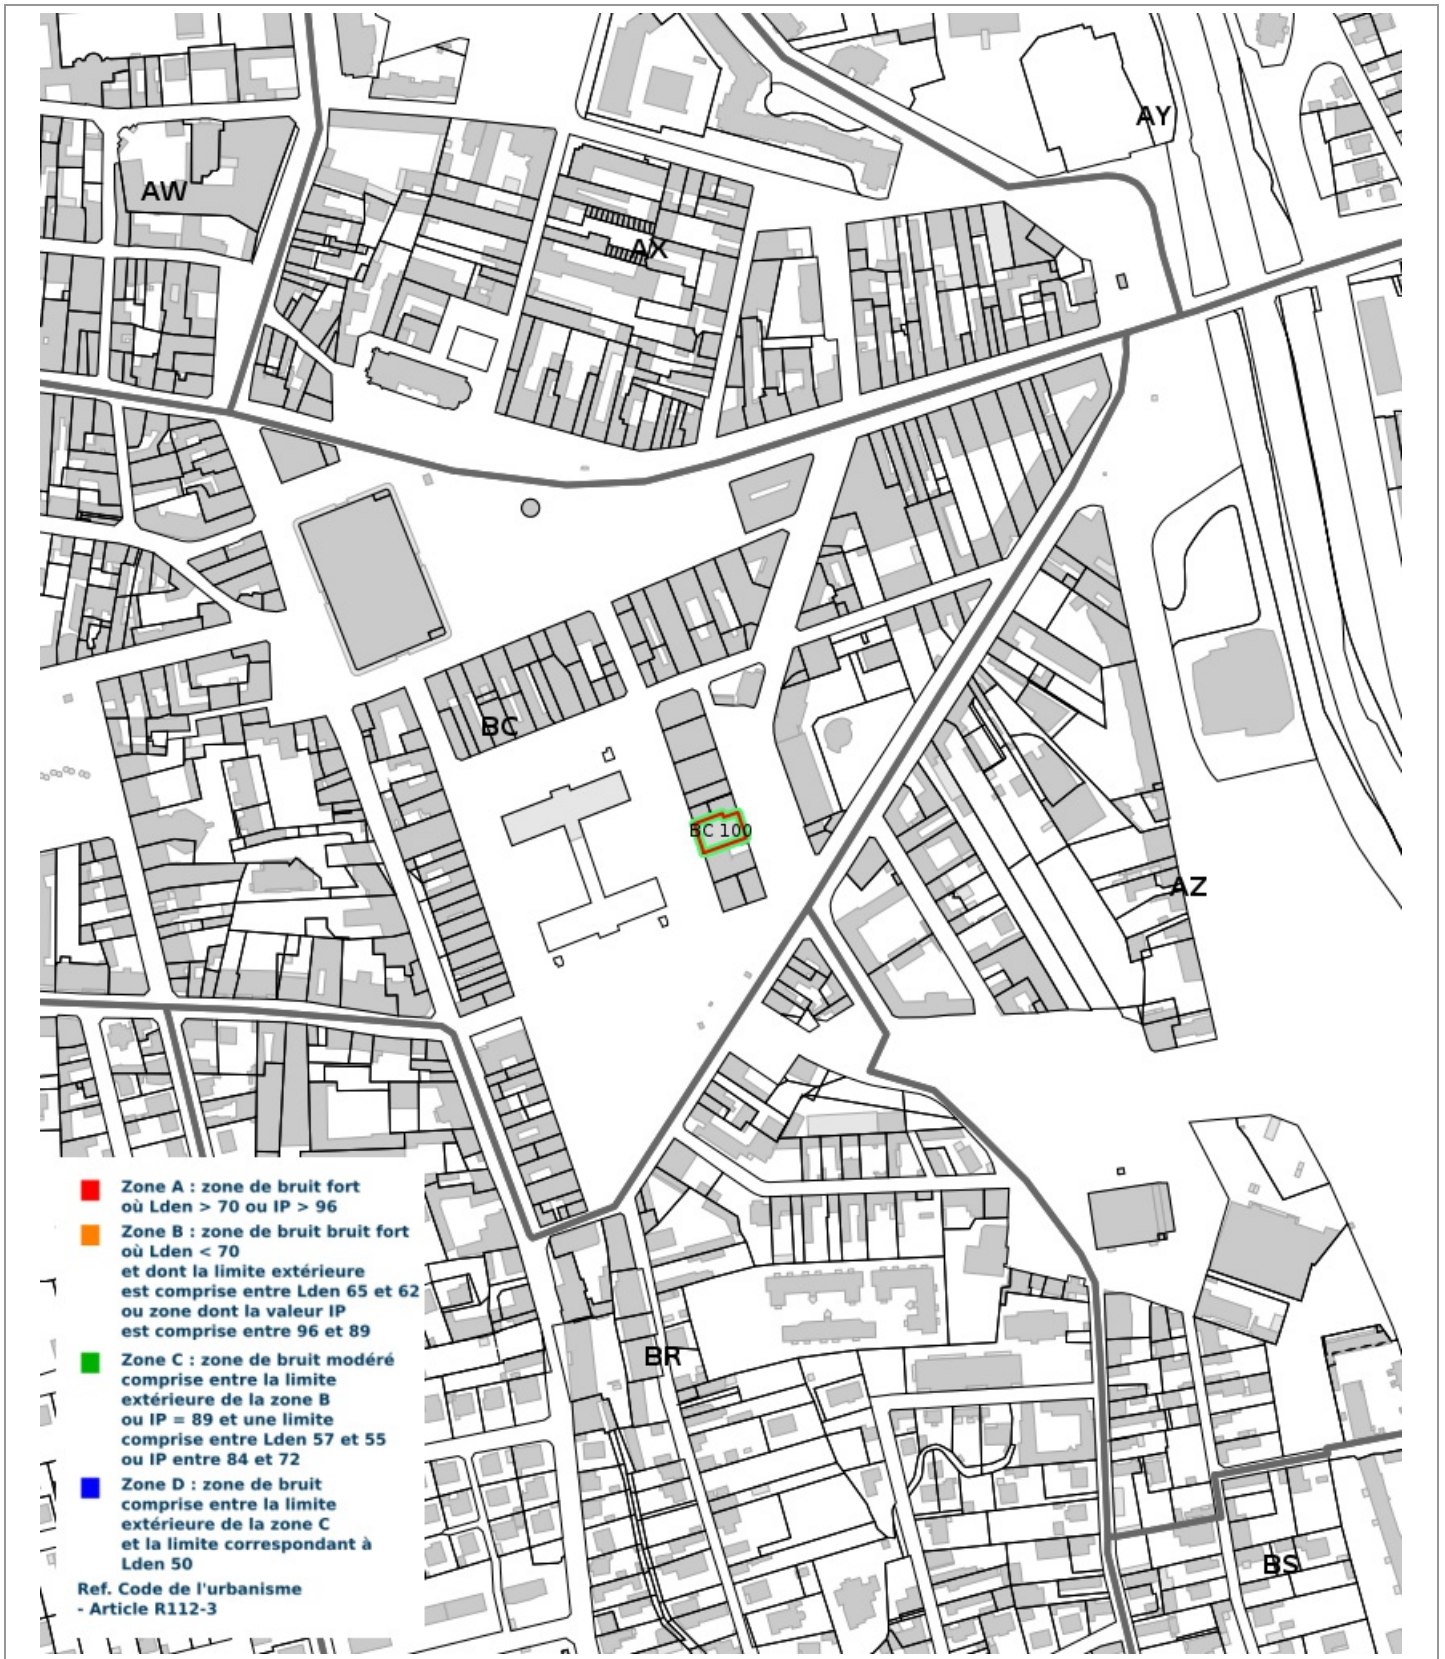 AY
AW
AX
BC
BC 100
AZ
Zone A : zone de bruit fort
où Lden > 70 ou IP > 96
Zone B : zone de bruit bruit fort
où Lden < 70
et dont la limite extérieure
est comprise entre Lden 65 et 62
ou zone dont la valeur IP
est comprise entre 96 et 89
Zone C : zone de bruit modéré
comprise entre la limite
extérieure de la zone B
ou IP = 89 et une limite
comprise entre Lden 57 et 55
ou IP entre 84 et 72
Zone D : zone de bruit
comprise entre la limite
extérieure de la zone C
et la limite correspondant à
Lden 50
Ref. Code de l'urbanisme
- Article R112-3
BR
BS